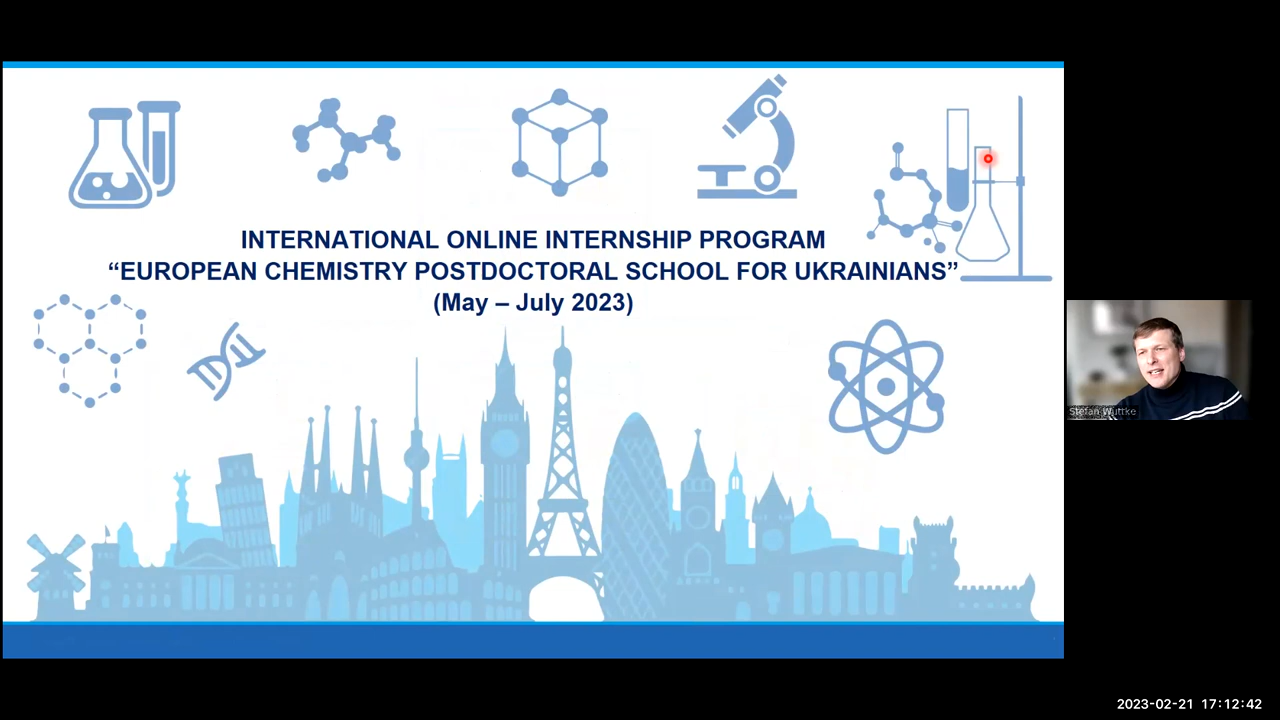 INTERNATIONAL ONLINE INTERNSHIP PROGRAM
“EUROPEAN CHEMISTRY POSTDOCTORAL SCHOOL FOR UKRAINIANS”
(May – July 2023)
Stefan Wuttke
2023-02-21 17:12:42